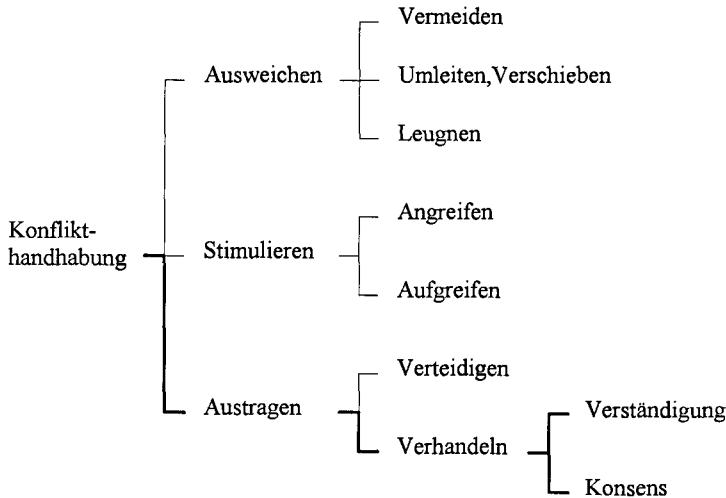 Vermeiden
Ausweichen
Umleiten,Verschieben
Leugnen
Konflikt-
handhabung
Angreifen
Stimulieren
Aufgreifen
Verteidigen
Austragen
Verständigung
Verhandeln
Konsens